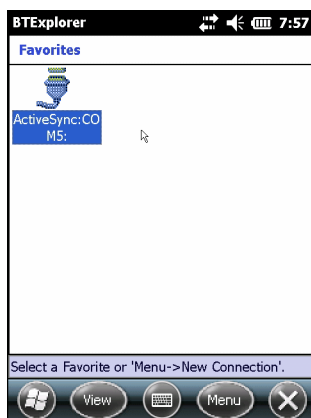 BTExplorer 7:57
Favorites
ActiveSync:CO
M5:
Select a Favorite or 'Menu->New Connection'.
View Menu